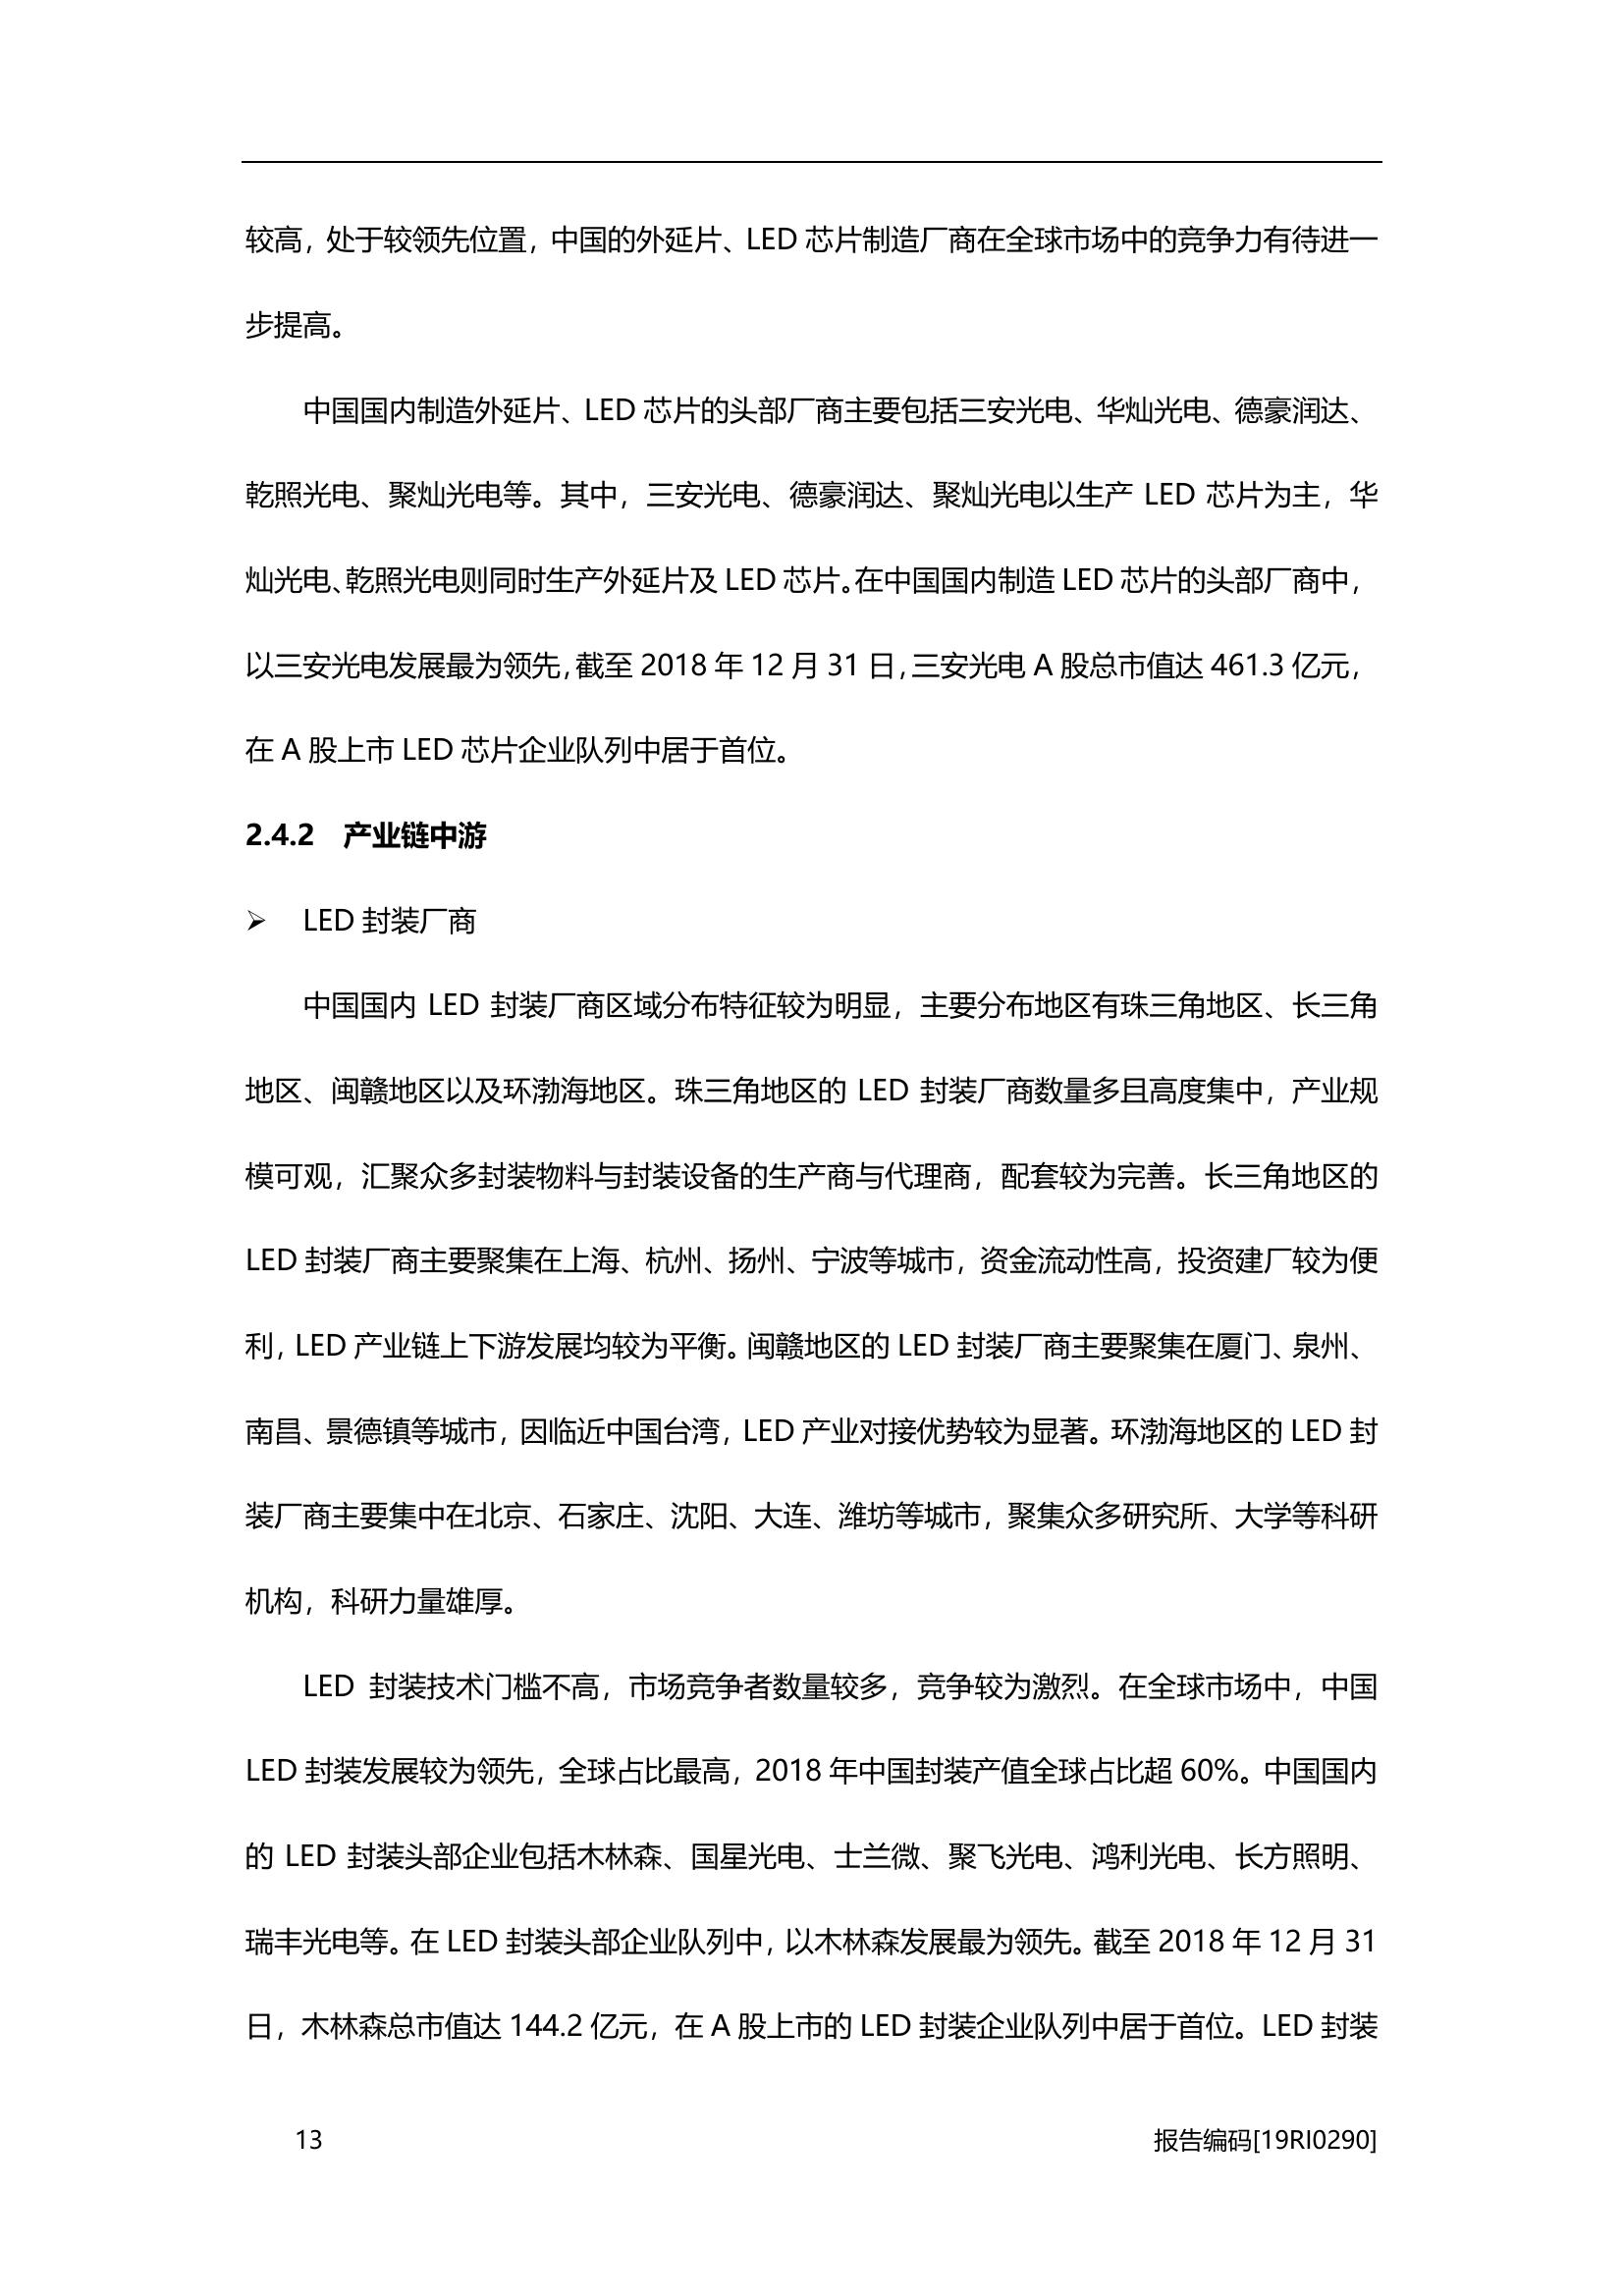 较高，处于较领先位置，中国的外延片、LED 芯片制造厂商在全球市场中的竞争力有待进一
步提高。
中国国内制造外延片、LED 芯片的头部厂商主要包括三安光电、华灿光电、德豪润达、
乾照光电、聚灿光电等。其中，三安光电、德豪润达、聚灿光电以生产 LED 芯片为主，华
灿光电、乾照光电则同时生产外延片及 LED 芯片。在中国国内制造 LED 芯片的头部厂商中，
以三安光电发展最为领先，截至 2018 年 12 月 31 日，三安光电 A 股总市值达 461.3 亿元，
在 A 股上市 LED 芯片企业队列中居于首位。
2.4.2 产业链中游
➢ LED 封装厂商
中国国内 LED 封装厂商区域分布特征较为明显，主要分布地区有珠三角地区、长三角
地区、闽赣地区以及环渤海地区。珠三角地区的 LED 封装厂商数量多且高度集中，产业规
模可观，汇聚众多封装物料与封装设备的生产商与代理商，配套较为完善。长三角地区的
LED 封装厂商主要聚集在上海、杭州、扬州、宁波等城市，资金流动性高，投资建厂较为便
利，LED 产业链上下游发展均较为平衡。闽赣地区的 LED 封装厂商主要聚集在厦门、泉州、
南昌、景德镇等城市，因临近中国台湾，LED 产业对接优势较为显著。环渤海地区的 LED 封
装厂商主要集中在北京、石家庄、沈阳、大连、潍坊等城市，聚集众多研究所、大学等科研
机构，科研力量雄厚。
LED 封装技术门槛不高，市场竞争者数量较多，竞争较为激烈。在全球市场中，中国
LED 封装发展较为领先，全球占比最高，2018 年中国封装产值全球占比超 60%。中国国内
的 LED 封装头部企业包括木林森、国星光电、士兰微、聚飞光电、鸿利光电、长方照明、
瑞丰光电等。在 LED 封装头部企业队列中，以木林森发展最为领先。截至 2018 年 12 月 31
日，木林森总市值达 144.2 亿元，在 A 股上市的 LED 封装企业队列中居于首位。LED 封装
13 报告编码[19RI0290]